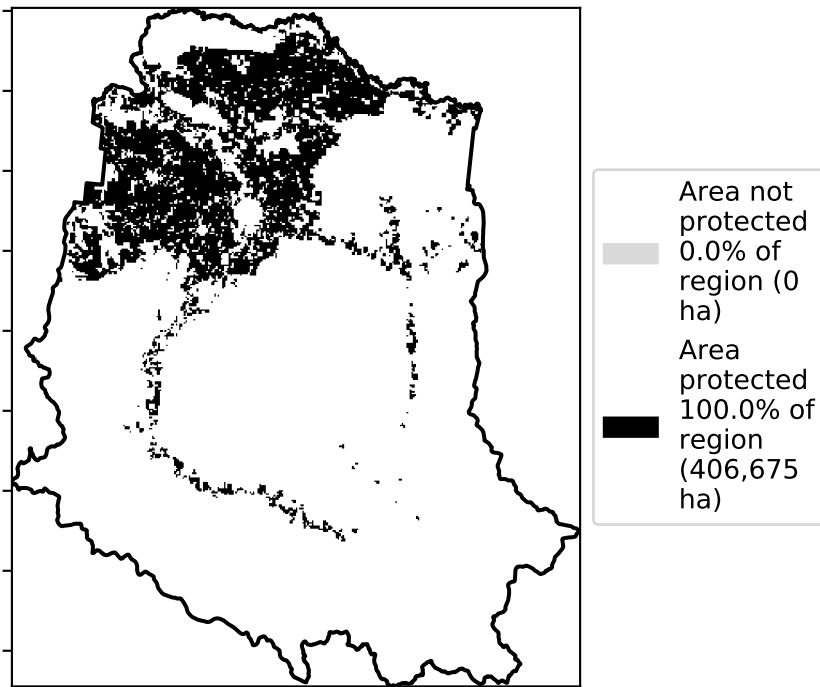 Area not
protected
0.0% of
region (0
ha)
Area
protected
100.0% of
region
(406,675
ha)